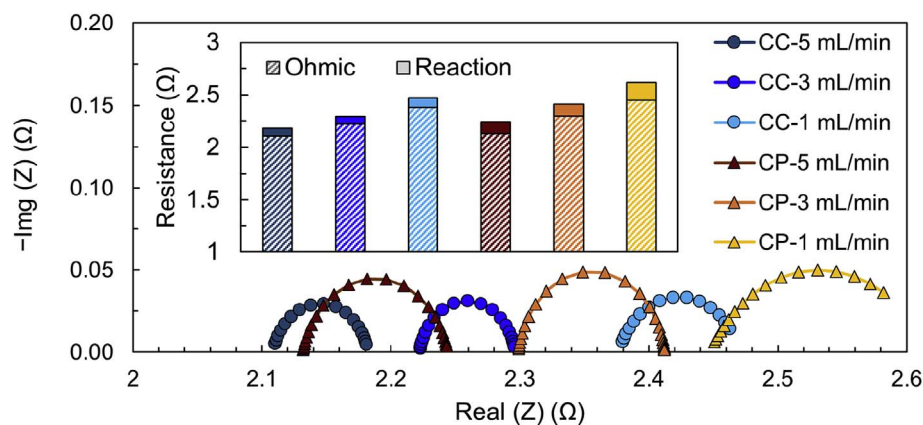 0.20
0.15
0.10
0.05
0.00
−Img (Z) (Ω)
3
2.5
2
1.5
1
Resistance (Ω)
Ohmic
Reaction
CC-5 mL/min
CC-3 mL/min
CC-1 mL/min
CP-5 mL/min
CP-3 mL/min
CP-1 mL/min
2 2.1 2.2 2.3 2.4 2.5 2.6
Real (Z) (Ω)